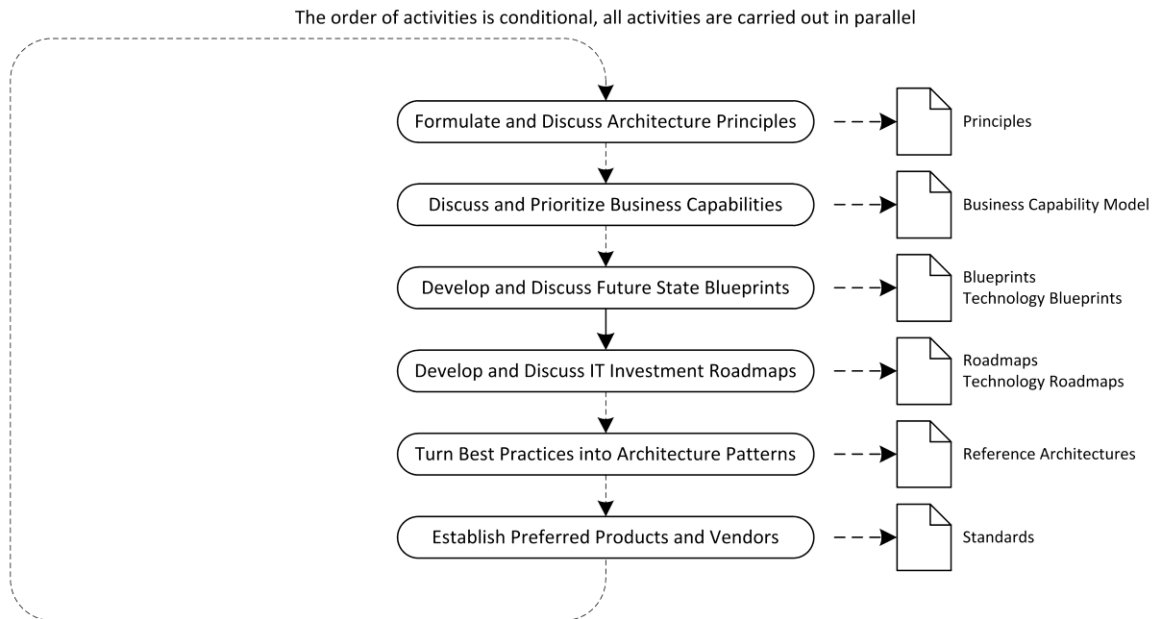 The order of activities is conditional, all activities are carried out in parallel
Formulate and Discuss Architecture Principles
Principles
Discuss and Prioritize Business Capabilities
Business Capability Model
Develop and Discuss Future State Blueprints
Blueprints
Technology Blueprints
Develop and Discuss IT Investment Roadmaps
Roadmaps
Technology Roadmaps
Turn Best Practices into Architecture Patterns
Reference Architectures
Establish Preferred Products and Vendors
Standards